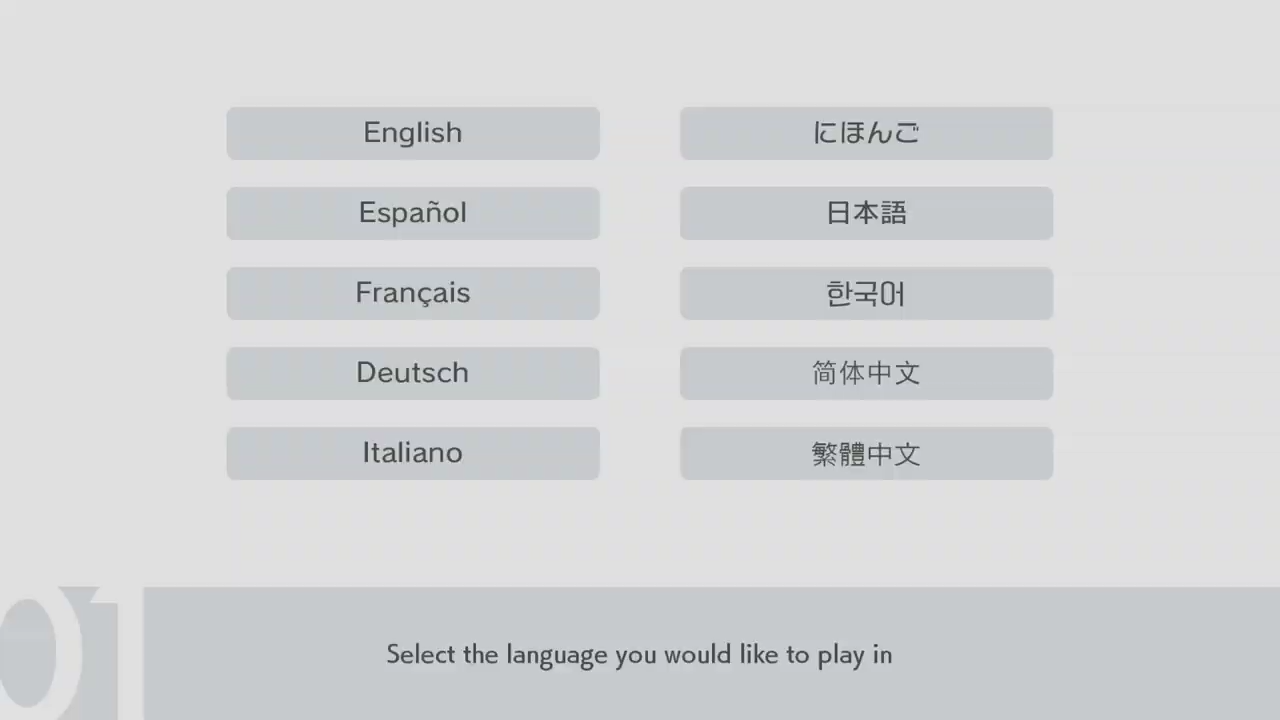 English
Español
Français
Deutsch
Italiano
にほんご
日本語
한국어
简体中文
繁體中文
01
Select the language you would like to play in